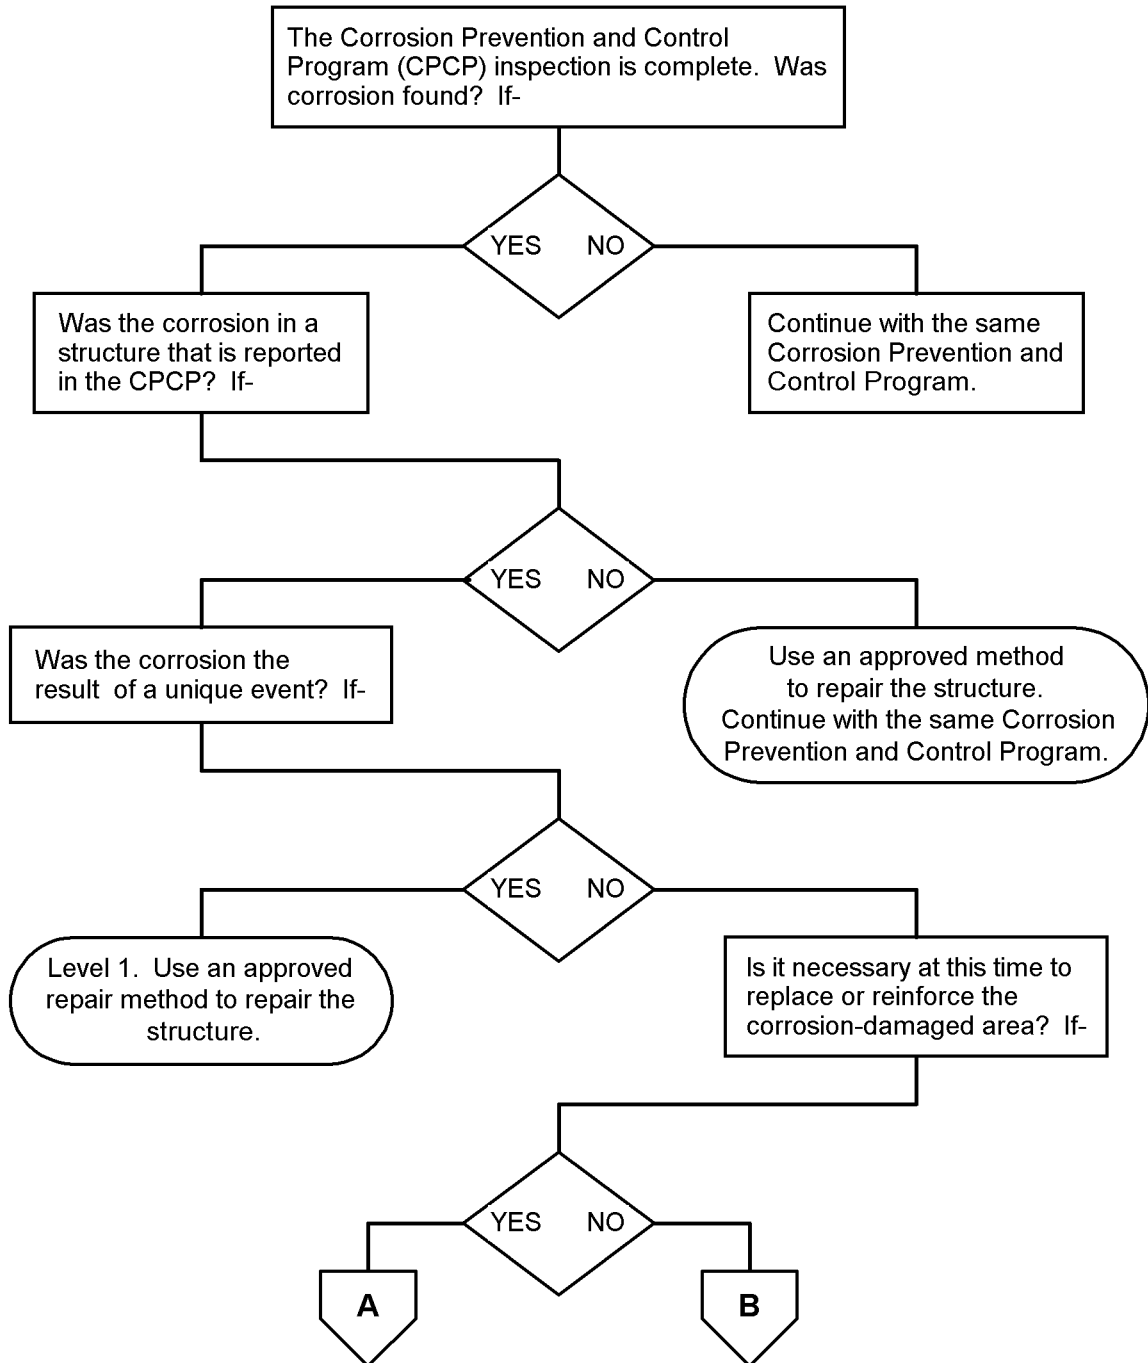 The Corrosion Prevention and Control
Program (CPCP) inspection is complete.  Was
corrosion found?  If-
YES
NO
Was the corrosion in a
structure that is reported
in the CPCP?  If-
Continue with the same
Corrosion Prevention and
Control Program.
YES
NO
Was the corrosion the
result  of a unique event?  If-
Use an approved method
to repair the structure.
Continue with the same Corrosion
Prevention and Control Program.
YES
NO
Level 1.  Use an approved
repair method to repair the
structure.
Is it necessary at this time to
replace or reinforce the
corrosion-damaged area?  If-
YES
NO
A
B